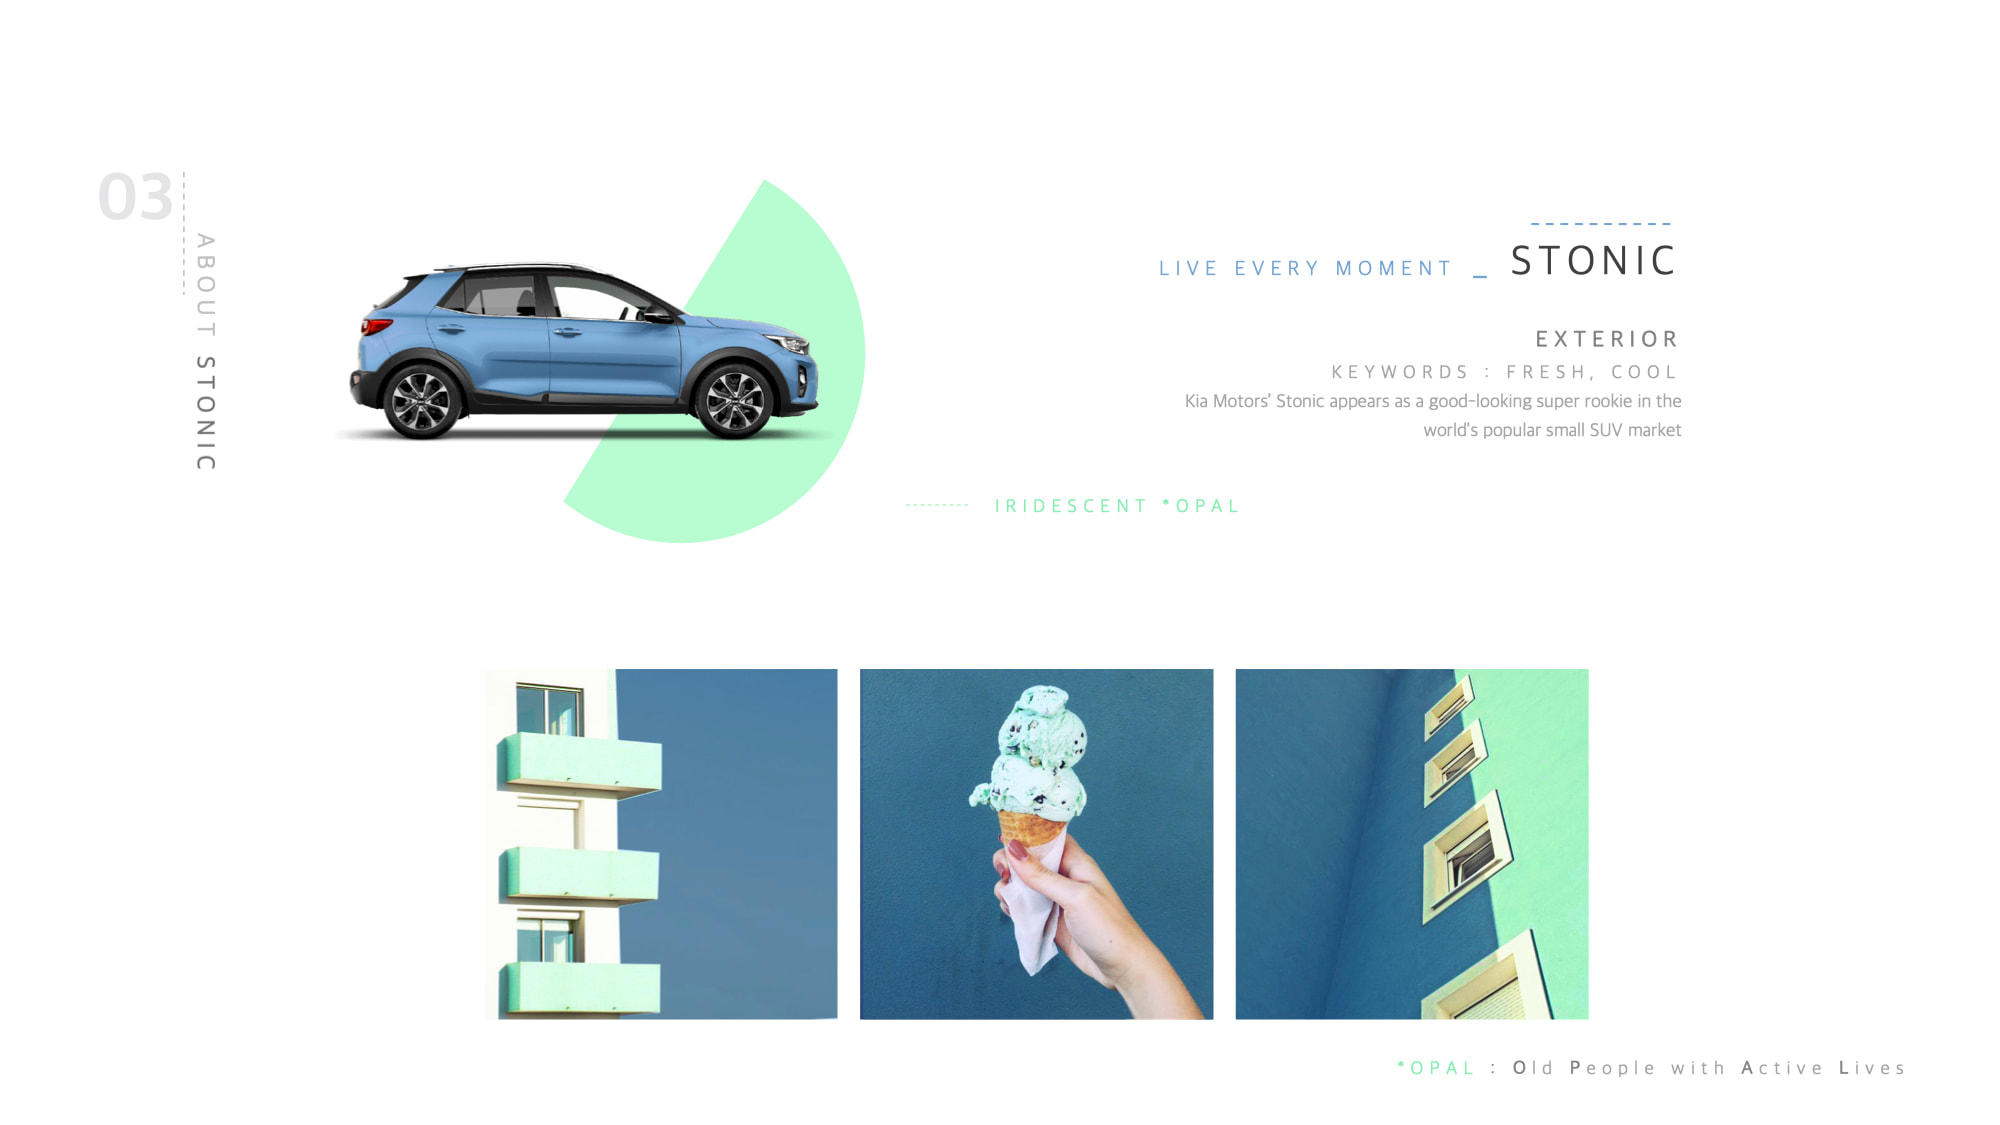 03
ABOUT STONIC
LIVE EVERY MOMENT _ STONIC
EXTERIOR
KEYWORDS : FRESH, COOL
Kia Motors' Stonic appears as a good-looking super rookie in the
world's popular small SUV market
IRIDESCENT *OPAL
*OPAL : Old People with Active Lives